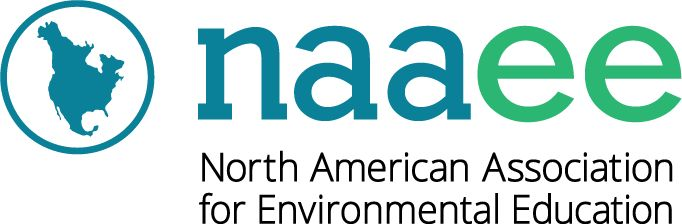 naaee
North American Association
for Environmental Education